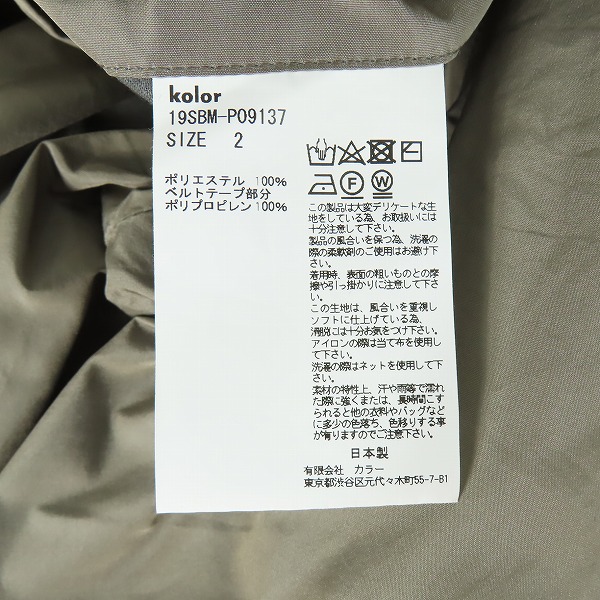 kolor
19SBM-P09137
SIZE 2
ポリエステル 100%
ベルトテープ部分
ポリプロピレン 100%
F W
この製品は大変デリケートな生
地をしている為、お取扱いには
十分注意して下さい。
製品の風合いを保つ為、洗濯の
際の柔軟剤のご使用はお避け下
さい。
着用時、表面の粗いものとの摩
擦や引っ掛かりに注意して下さ
い。
この生地は、風合いを重視し
ソフトに仕上げている為、
滑脱には十分お気をつけ下さい。
アイロンの際は当て布を使用し
て下さい。
洗濯の際はネットを使用して下
さい。
素材の特性上、汗や雨等で濡れ
た際に強くまたは、長時間こす
られると他の衣料やバッグなど
に多少の色落ち、色移りする事
が有りますのでご注意下さい。
日本製
有限会社 カラー
東京都渋谷区元代々木町55-7-B1